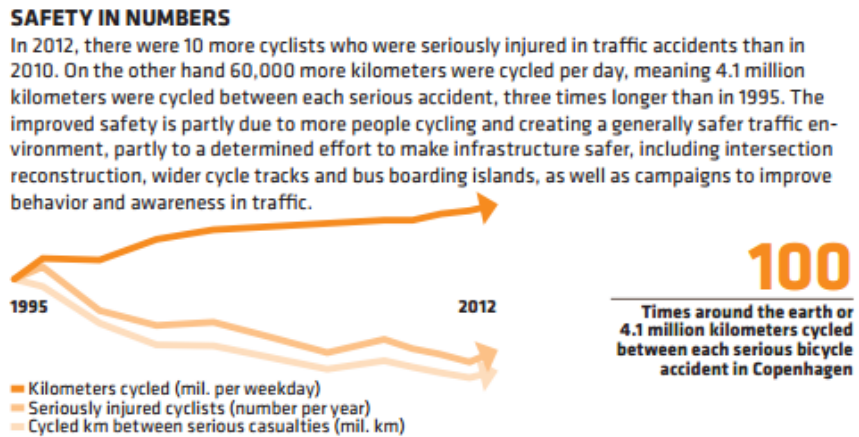 SAFETY IN NUMBERS
In 2012, there were 10 more cyclists who were seriously injured in traffic accidents than in
2010. On the other hand 60,000 more kilometers were cycled per day, meaning 4.1 million
kilometers were cycled between each serious accident, three times longer than in 1995. The
improved safety is partly due to more people cycling and creating a generally safer traffic en-
vironment, partly to a determined effort to make infrastructure safer, including intersection
reconstruction, wider cycle tracks and bus boarding islands, as well as campaigns to improve
behavior and awareness in traffic.
1995
2012
Kilometers cycled (mil. per weekday)
Seriously injured cyclists (number per year)
Cycled km between serious casualties (mil. km)
100
Times around the earth or
4.1 million kilometers cycled
between each serious bicycle
accident in Copenhagen